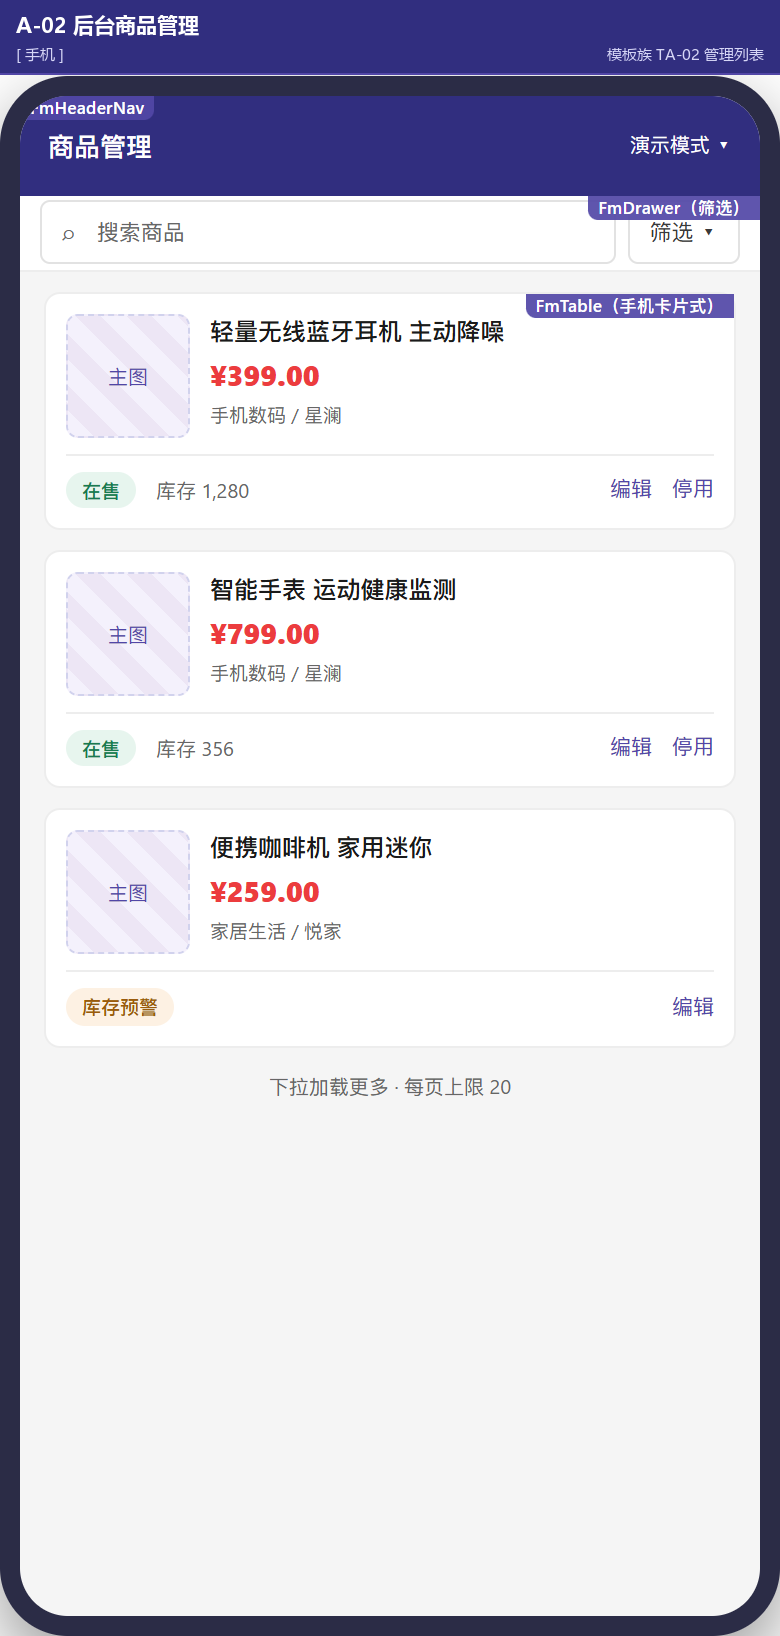 A-02 后台商品管理
[ 手机 ]
模板族 TA-02 管理列表
FmHeaderNav
商品管理
演示模式 ▼
FmDrawer（筛选）
⌕ 搜索商品
筛选 ▼
FmTable（手机卡片式）
主图
轻量无线蓝牙耳机 主动降噪
¥399.00
手机数码 / 星澜
在售 库存 1,280
编辑 停用
主图
智能手表 运动健康监测
¥799.00
手机数码 / 星澜
在售 库存 356
编辑 停用
主图
便携咖啡机 家用迷你
¥259.00
家居生活 / 悦家
库存预警
编辑
下拉加载更多 · 每页上限 20